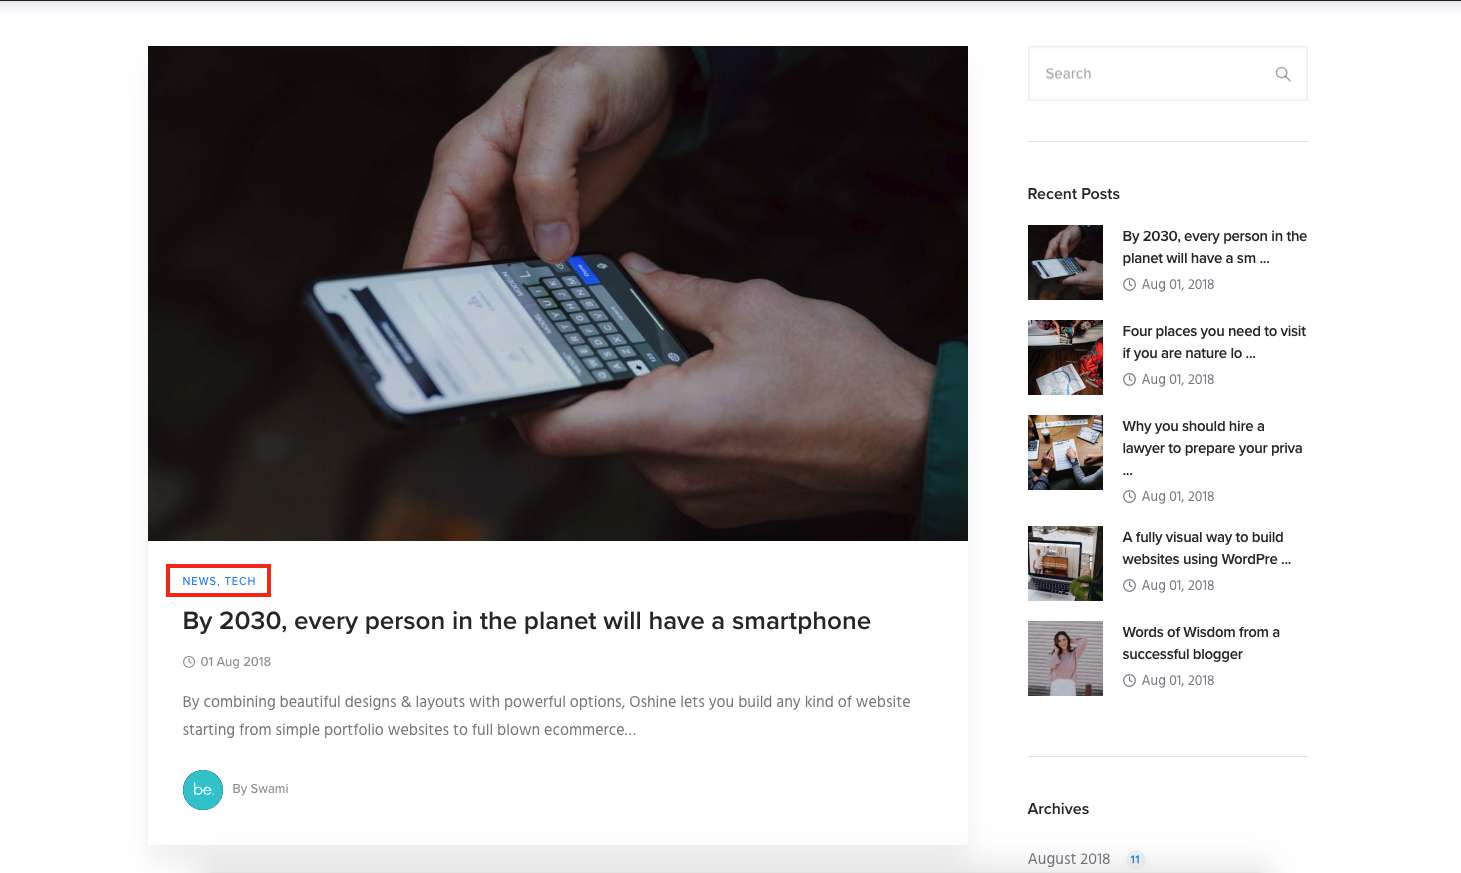 NEWS, TECH
By 2030, every person in the planet will have a smartphone
01 Aug 2018
By combining beautiful designs & layouts with powerful options, Oshine lets you build any kind of website
starting from simple portfolio websites to full blown ecommerce...
be.
By Swami
Search
Recent Posts
By 2030, every person in the
planet will have a sm ...
Aug 01, 2018
Four places you need to visit
if you are nature lo ...
Aug 01, 2018
Why you should hire a
lawyer to prepare your priva
...
Aug 01, 2018
A fully visual way to build
websites using WordPre ...
Aug 01, 2018
Words of Wisdom from a
successful blogger
Aug 01, 2018
Archives
August 2018 11